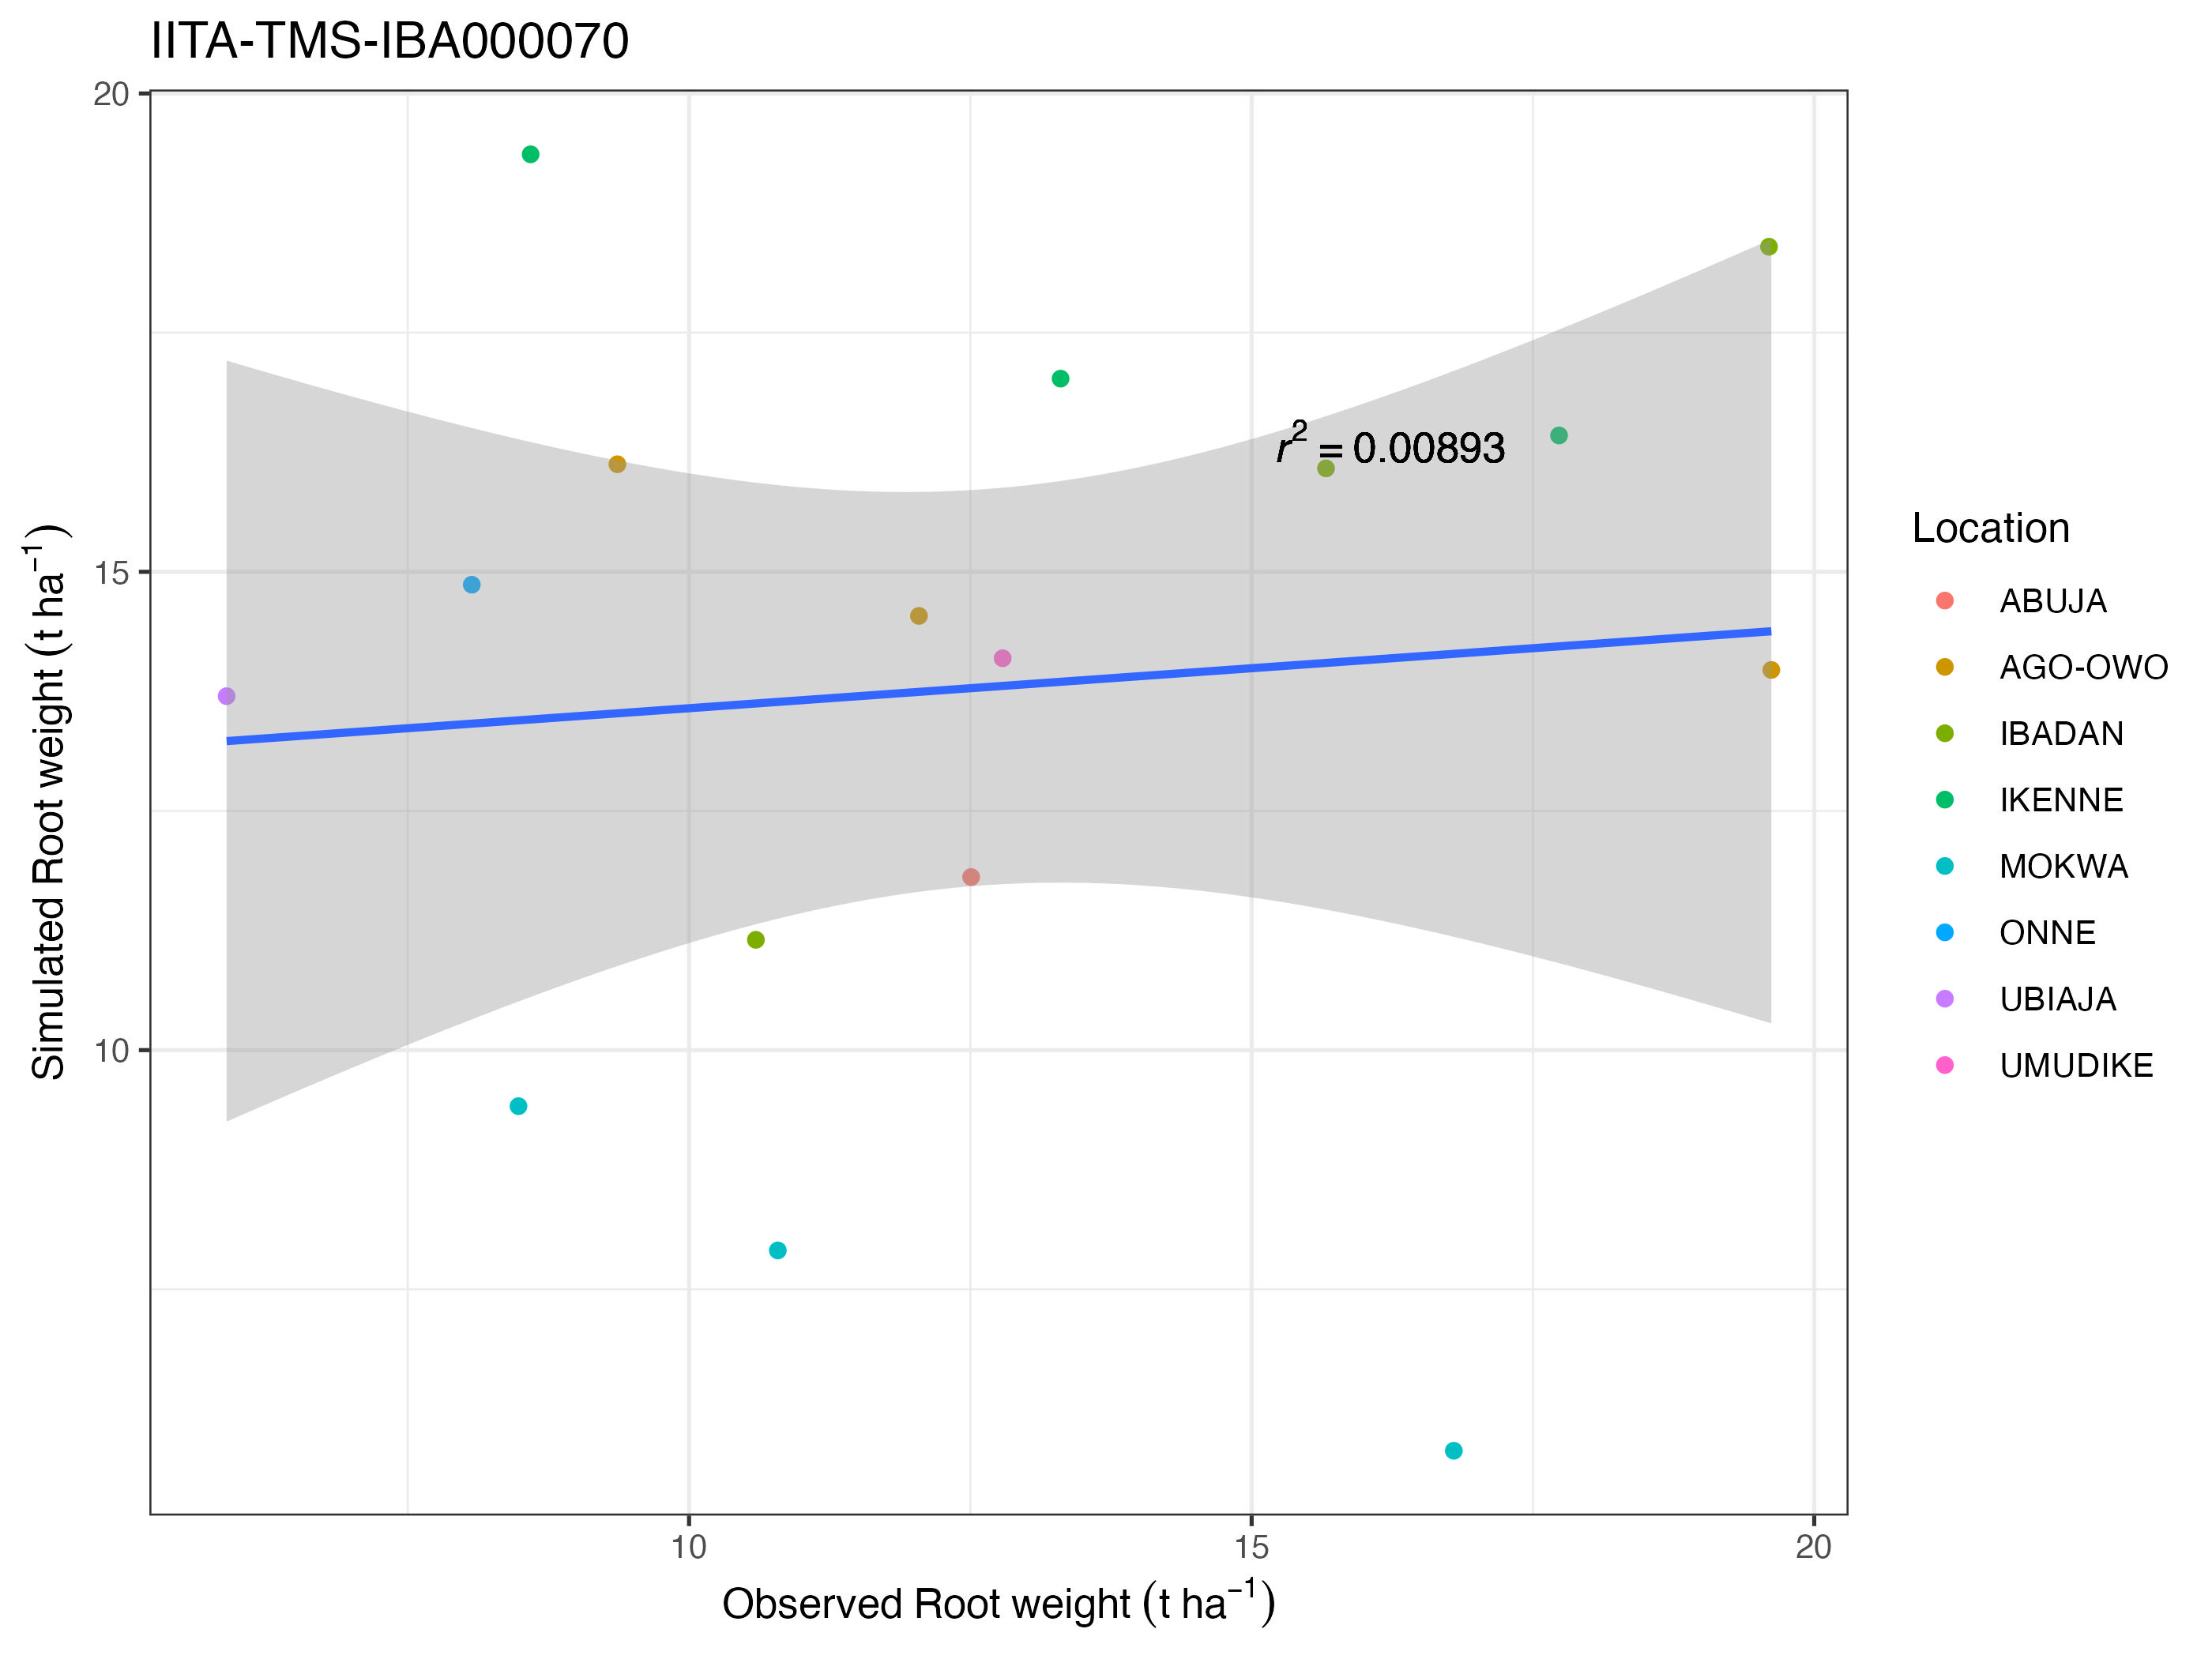 IITA-TMS-IBA000070
20
15
10
Simulated Root weight (t ha⁻¹)
r² = 0.00893
10
15
20
Observed Root weight (t ha⁻¹)
Location
ABUJA
AGO-OWO
IBADAN
IKENNE
MOKWA
ONNE
UBIAJA
UMUDIKE